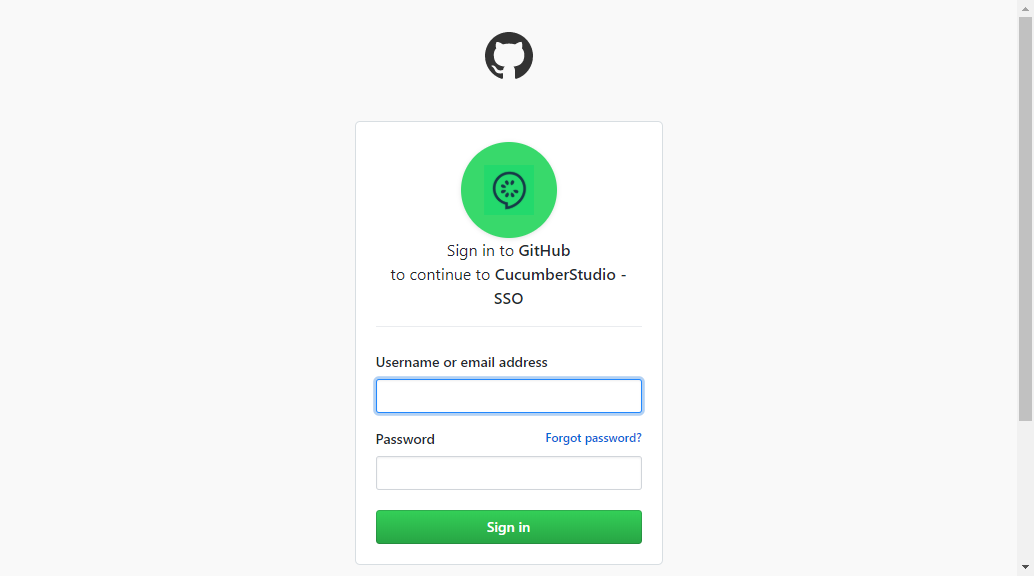 Sign in to GitHub
to continue to CucumberStudio -
SSO
Username or email address
Password Forgot password?
Sign in